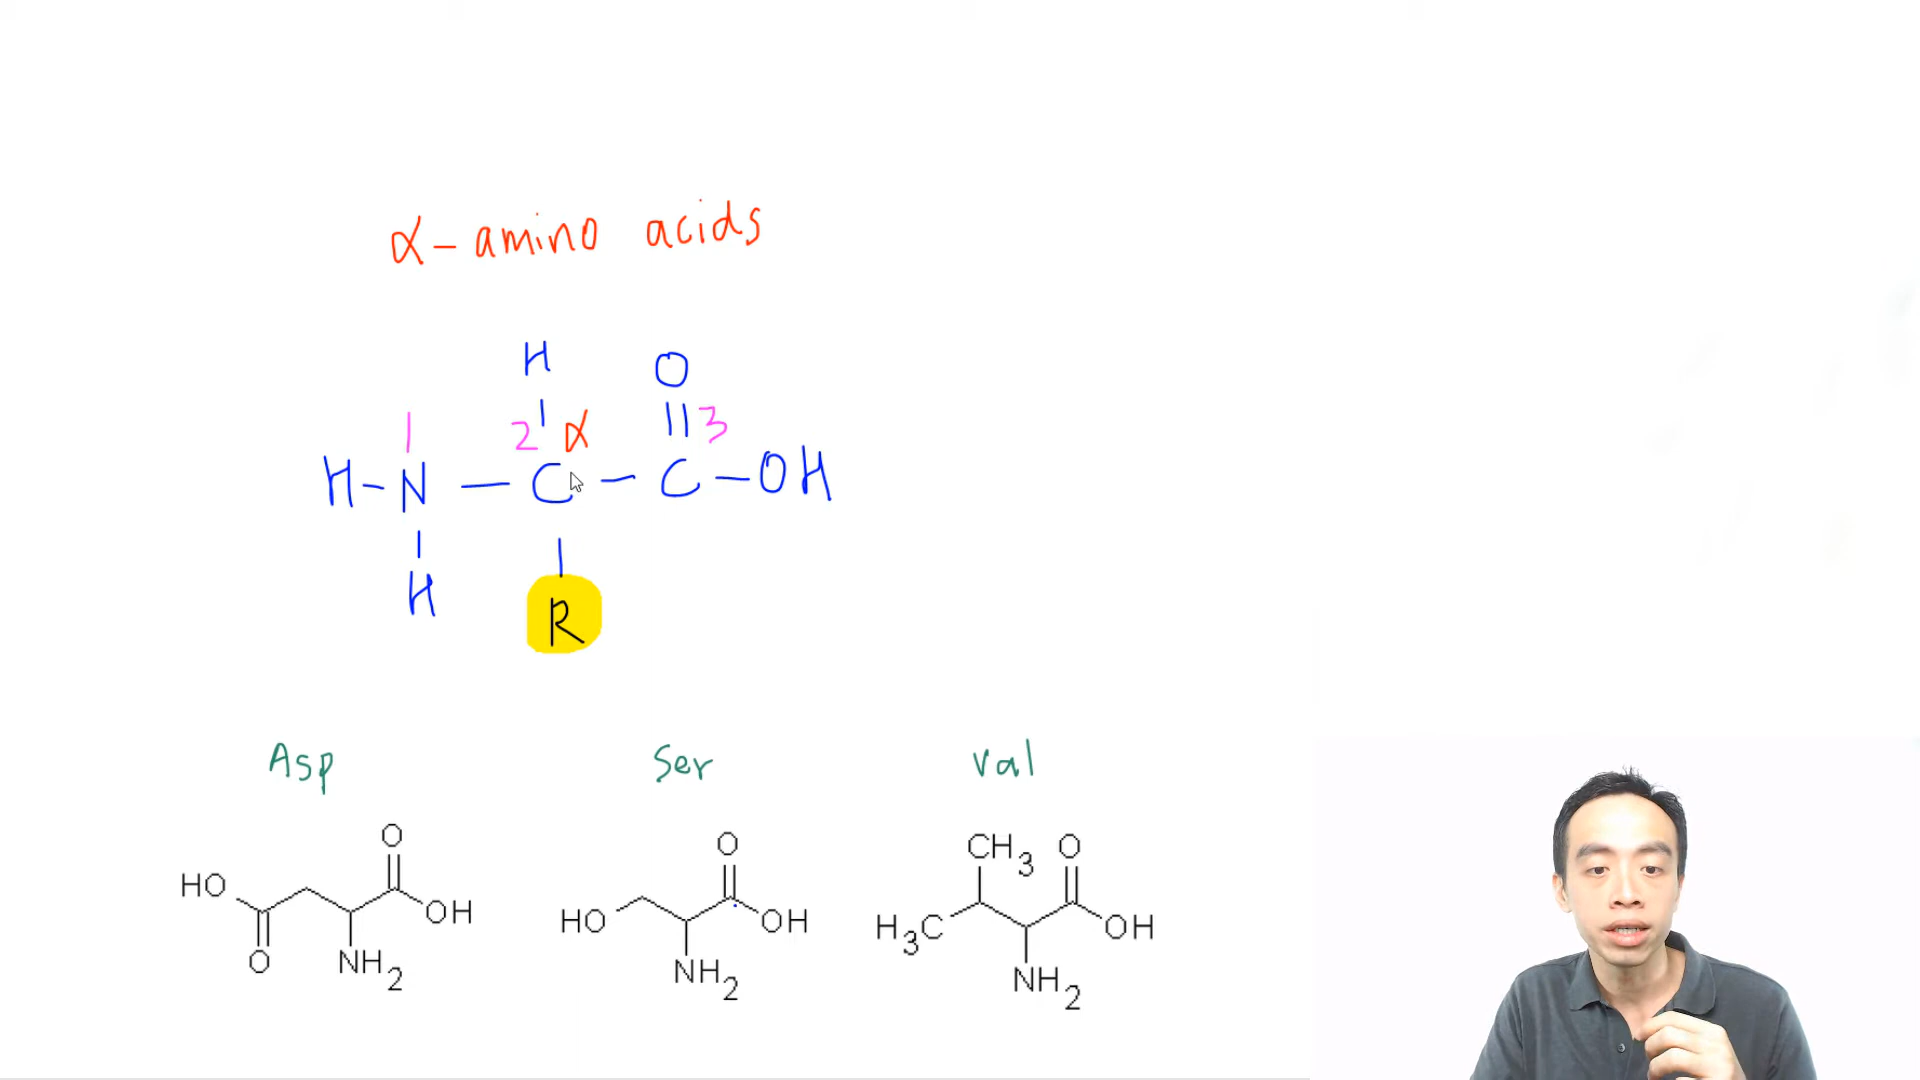 α-amino acids
H O
1 2 α 3
H-N-C-C-OH
H R
Asp Ser Val
O O CH3 O
HO OH HO OH H3C OH
O NH2 NH2 NH2